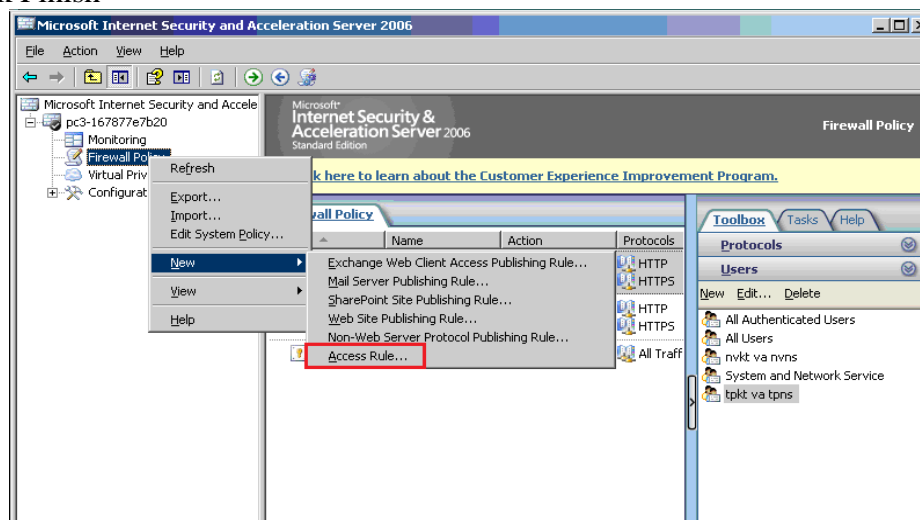 Microsoft Internet Security and Acceleration Server 2006
File Action View Help
Microsoft Internet Security and Accele
pc3-167877e7b20
Monitoring
Firewall Policy
Virtual Priv
Configurat
Microsoft
Internet Security &
Acceleration Server 2006
Standard Edition
Firewall Policy
k here to learn about the Customer Experience Improvement Program.
wall Policy
Name Action Protocols
HTTP
HTTPS
HTTP
HTTPS
All Traff
Refresh
Export...
Import...
Edit System Policy...
New
View
Help
Exchange Web Client Access Publishing Rule...
Mail Server Publishing Rule...
SharePoint Site Publishing Rule...
Web Site Publishing Rule...
Non-Web Server Protocol Publishing Rule...
Access Rule...
Toolbox Tasks Help
Protocols
Users
New Edit... Delete
All Authenticated Users
All Users
nvkt va nvns
System and Network Service
tpkt va tpns